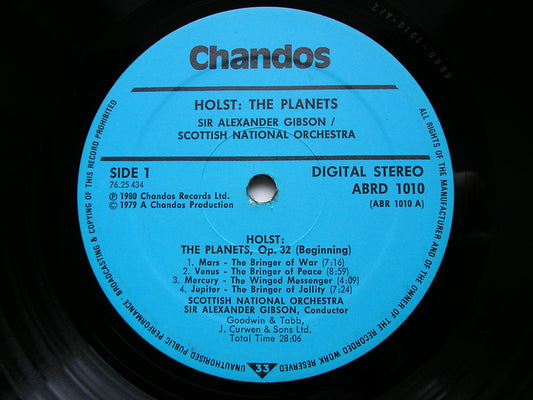 Chandos
HOLST: THE PLANETS
SIR ALEXANDER GIBSON /
SCOTTISH NATIONAL ORCHESTRA
SIDE 1
76.25 434
Ⓟ 1980 Chandos Records Ltd.
© 1979 A Chandos Production
DIGITAL STEREO
ABRD 1010
(ABR 1010 A)
HOLST:
THE PLANETS, Op. 32 (Beginning)
1. Mars - The Bringer of War (7:16)
2. Venus - The Bringer of Peace (8:59)
3. Mercury - The Winged Messenger (4:09)
4. Jupiter - The Bringer of Jollity (7:24)
SCOTTISH NATIONAL ORCHESTRA
SIR ALEXANDER GIBSON, Conductor
Goodwin & Tabb,
J. Curwen & Sons Ltd.
Total Time 28:06
33
ALL RIGHTS OF THE MANUFACTURER AND OF THE OWNER OF THE RECORDED WORK RESERVED
UNAUTHORISED PUBLIC PERFORMANCE · BROADCASTING & COPYING OF THIS RECORD PROHIBITED
ABRD-1010-A/2